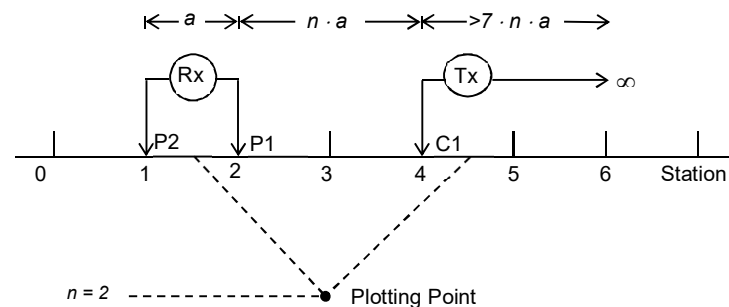 a n · a >7 · n · a
Rx Tx ∞
P2 P1 C1
0 1 2 3 4 5 6 Station
n = 2 Plotting Point